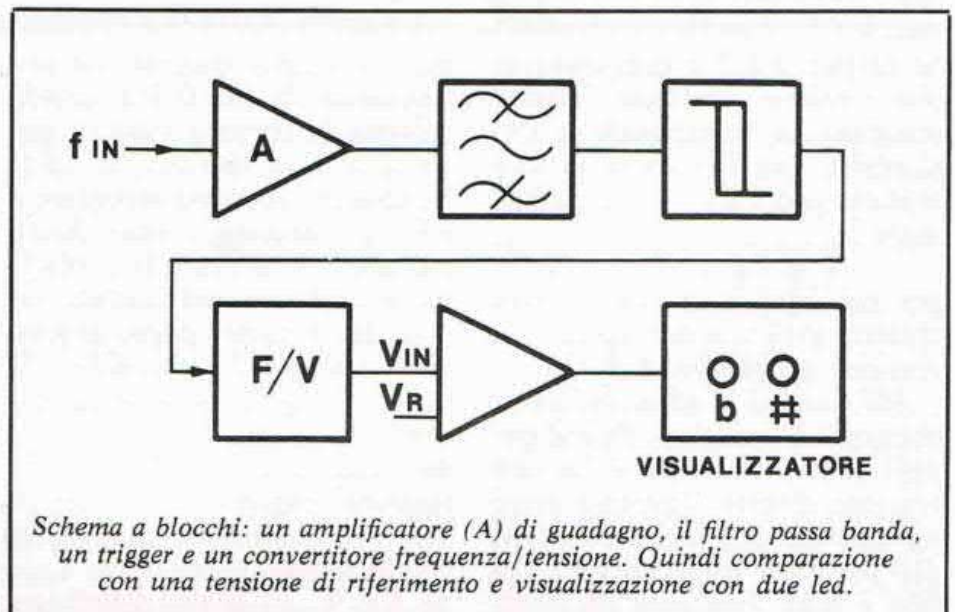 f IN
A
F/V
VIN
VR
b #
VISUALIZZATORE
Schema a blocchi: un amplificatore (A) di guadagno, il filtro passa banda,
un trigger e un convertitore frequenza/tensione. Quindi comparazione
con una tensione di riferimento e visualizzazione con due led.